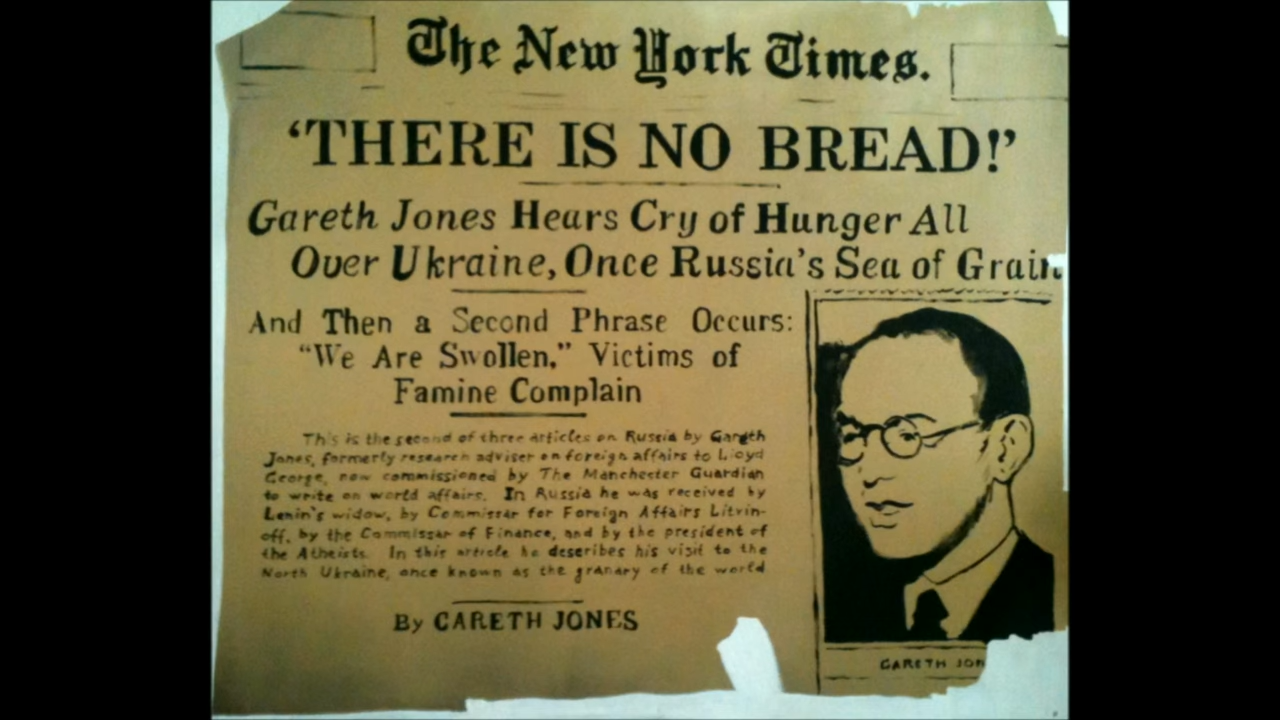 The New York Times.
‘THERE IS NO BREAD!’
Gareth Jones Hears Cry of Hunger All
Over Ukraine, Once Russia’s Sea of Grain.
And Then a Second Phrase Occurs:
“We Are Swollen,” Victims of
Famine Complain
This is the second of three articles on Russia by Gareth
Jones, formerly research adviser on foreign affairs to Lloyd
George, now commissioned by The Manchester Guardian
to write on world affairs. In Russia he was received by
Lenin’s widow, by Commissar for Foreign Affairs Litvin-
off, by the Commissar of Finance, and by the president of
the Atheists. In this article he describes his visit to the
North Ukraine, once known as the granary of the world
By GARETH JONES
GARETH JON